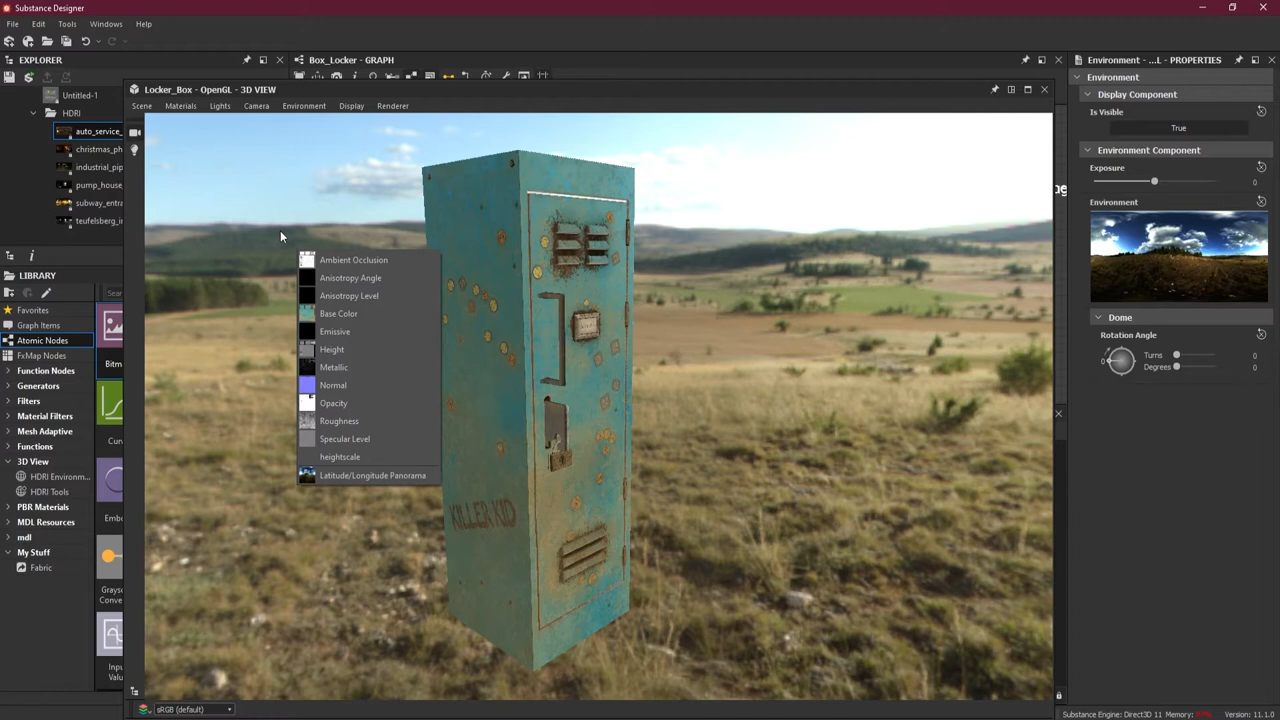 Substance Designer
File Edit Tools Windows Help
EXPLORER
Box_Locker - GRAPH
Environment - ...L - PROPERTIES
Untitled-1
HDRI
auto_service_
christmas_ph
industrial_pip
pump_house_
subway_entra
teufelsberg_i
LIBRARY
Sear
Favorites
Graph Items
Atomic Nodes
FxMap Nodes
Function Nodes
Generators
Filters
Material Filters
Mesh Adaptive
Functions
3D View
HDRI Environm...
HDRI Tools
PBR Materials
MDL Resources
mdl
My Stuff
Fabric
Bitm
Cur
Embo
Grays
Conve
Input
Valu
Locker_Box - OpenGL - 3D VIEW
Scene Materials Lights Camera Environment Display Renderer
Ambient Occlusion
Anisotropy Angle
Anisotropy Level
Base Color
Emissive
Height
Metallic
Normal
Opacity
Roughness
Specular Level
heightscale
Latitude/Longitude Panorama
KILLER KID
sRGB (default)
Environment
Display Component
Is Visible
True
Environment Component
Exposure
0
Environment
Dome
Rotation Angle
0
Turns 0
Degrees 0
Substance Engine: Direct3D 11 Memory: Version: 11.1.0